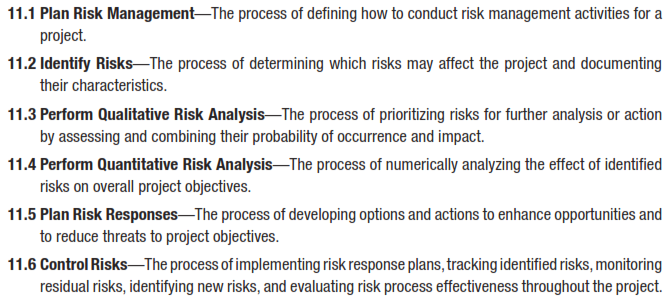 11.1 Plan Risk Management—The process of defining how to conduct risk management activities for a
project.
11.2 Identify Risks—The process of determining which risks may affect the project and documenting
their characteristics.
11.3 Perform Qualitative Risk Analysis—The process of prioritizing risks for further analysis or action
by assessing and combining their probability of occurrence and impact.
11.4 Perform Quantitative Risk Analysis—The process of numerically analyzing the effect of identified
risks on overall project objectives.
11.5 Plan Risk Responses—The process of developing options and actions to enhance opportunities and
to reduce threats to project objectives.
11.6 Control Risks—The process of implementing risk response plans, tracking identified risks, monitoring
residual risks, identifying new risks, and evaluating risk process effectiveness throughout the project.